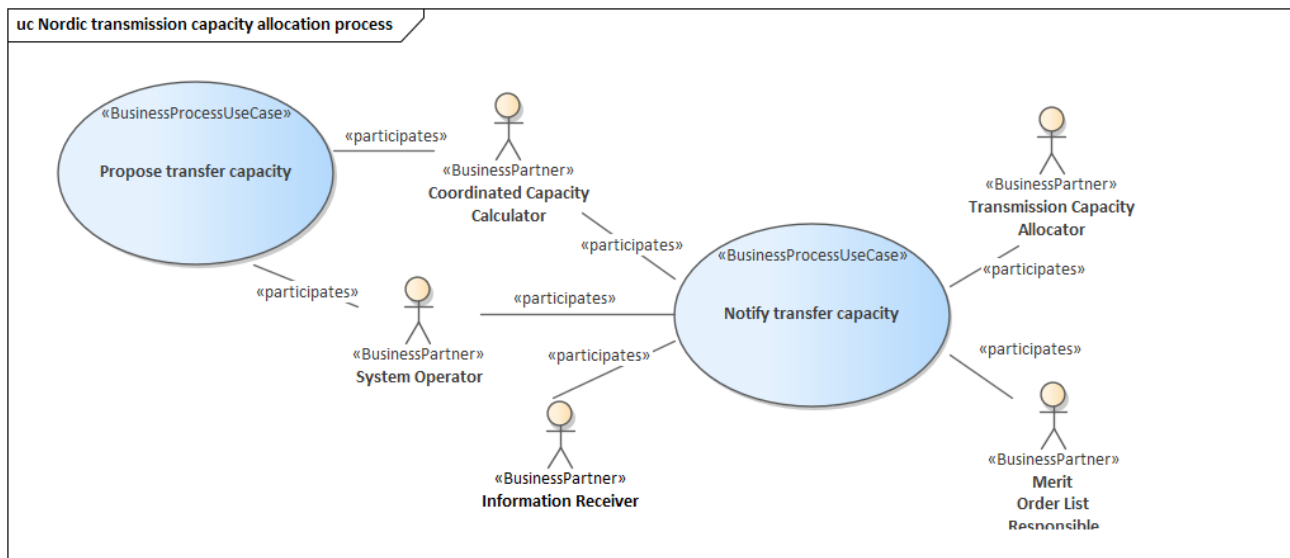 uc Nordic transmission capacity allocation process
«BusinessProcessUseCase»
Propose transfer capacity
«participates»
«participates»
«BusinessPartner»
Coordinated Capacity
Calculator
«participates»
«BusinessPartner»
System Operator
«participates»
«participates»
«BusinessPartner»
Information Receiver
«BusinessProcessUseCase»
Notify transfer capacity
«BusinessPartner»
Transmission Capacity
Allocator
«participates»
«participates»
«BusinessPartner»
Merit
Order List
Responsible